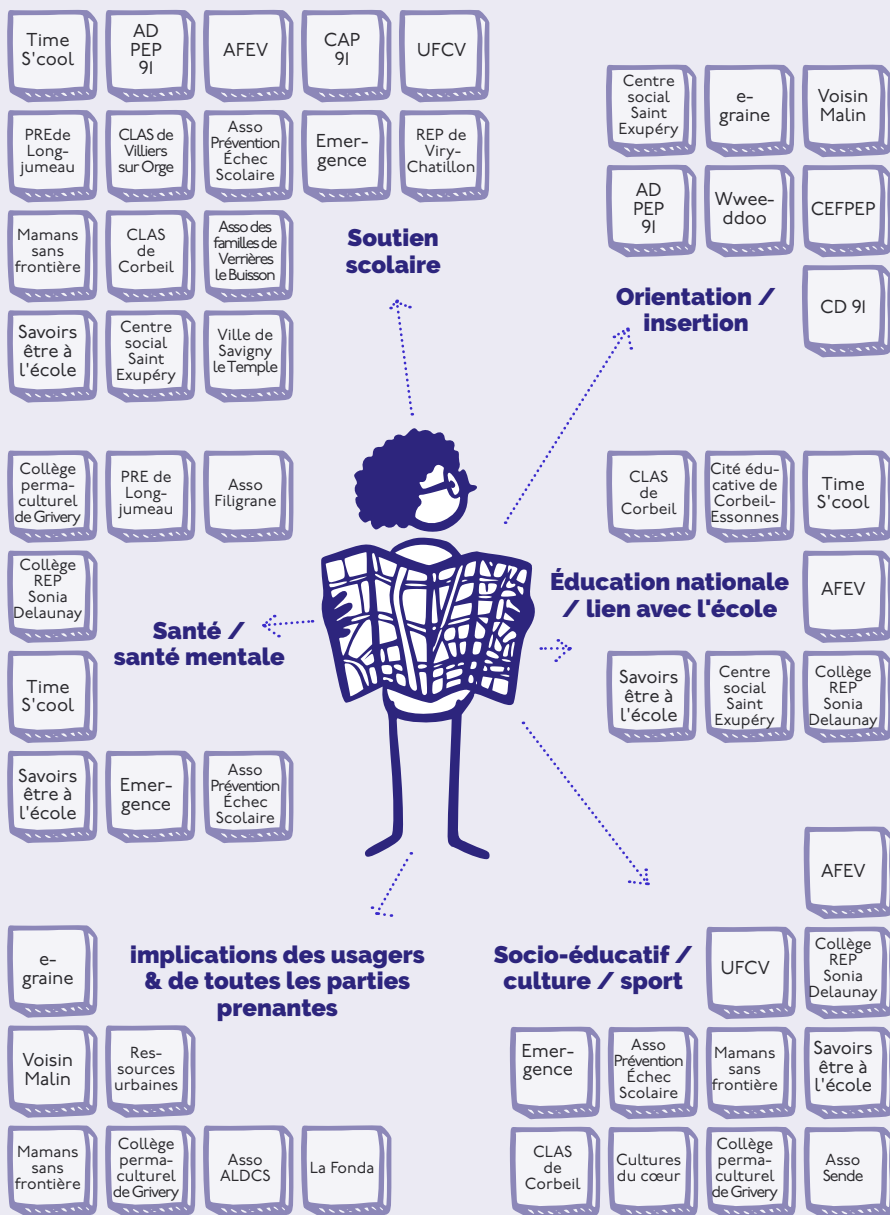 Time
S'cool
AD
PEP
91
AFEV
CAP
91
UFCV
PREde
Long-
jumeau
CLAS de
Villiers
sur Orge
Asso
Prévention
Échec
Scolaire
Emer-
gence
REP de
Viry-
Chatillon
Mamans
sans
frontière
CLAS
de
Corbeil
Asso des
familles de
Verrières
le Buisson
Soutien
scolaire
Savoirs
être à
l'école
Centre
social
Saint
Exupéry
Ville de
Savigny
le Temple
Centre
social
Saint
Exupéry
e-
graine
Voisin
Malin
AD
PEP
91
Wwee-
ddoo
CEFPEP
Orientation /
insertion
CD 91
Collège
perma-
culturel
de Grivery
PRE de
Long-
jumeau
Asso
Filigrane
Collège
REP
Sonia
Delaunay
Santé /
santé mentale
Time
S'cool
Savoirs
être à
l'école
Emer-
gence
Asso
Prévention
Échec
Scolaire
CLAS
de
Corbeil
Cité édu-
cative de
Corbeil-
Essonnes
Time
S'cool
Éducation nationale
/ lien avec l'école
AFEV
Savoirs
être à
l'école
Centre
social
Saint
Exupéry
Collège
REP
Sonia
Delaunay
e-
graine
implications des usagers
& de toutes les parties
prenantes
Voisin
Malin
Res-
sources
urbaines
Mamans
sans
frontière
Collège
perma-
culturel
de Grivery
Asso
ALDCS
La Fonda
AFEV
Socio-éducatif /
culture / sport
UFCV
Collège
REP
Sonia
Delaunay
Emer-
gence
Asso
Prévention
Échec
Scolaire
Mamans
sans
frontière
Savoirs
être à
l'école
CLAS
de
Corbeil
Cultures
du cœur
Collège
perma-
culturel
de Grivery
Asso
Sende